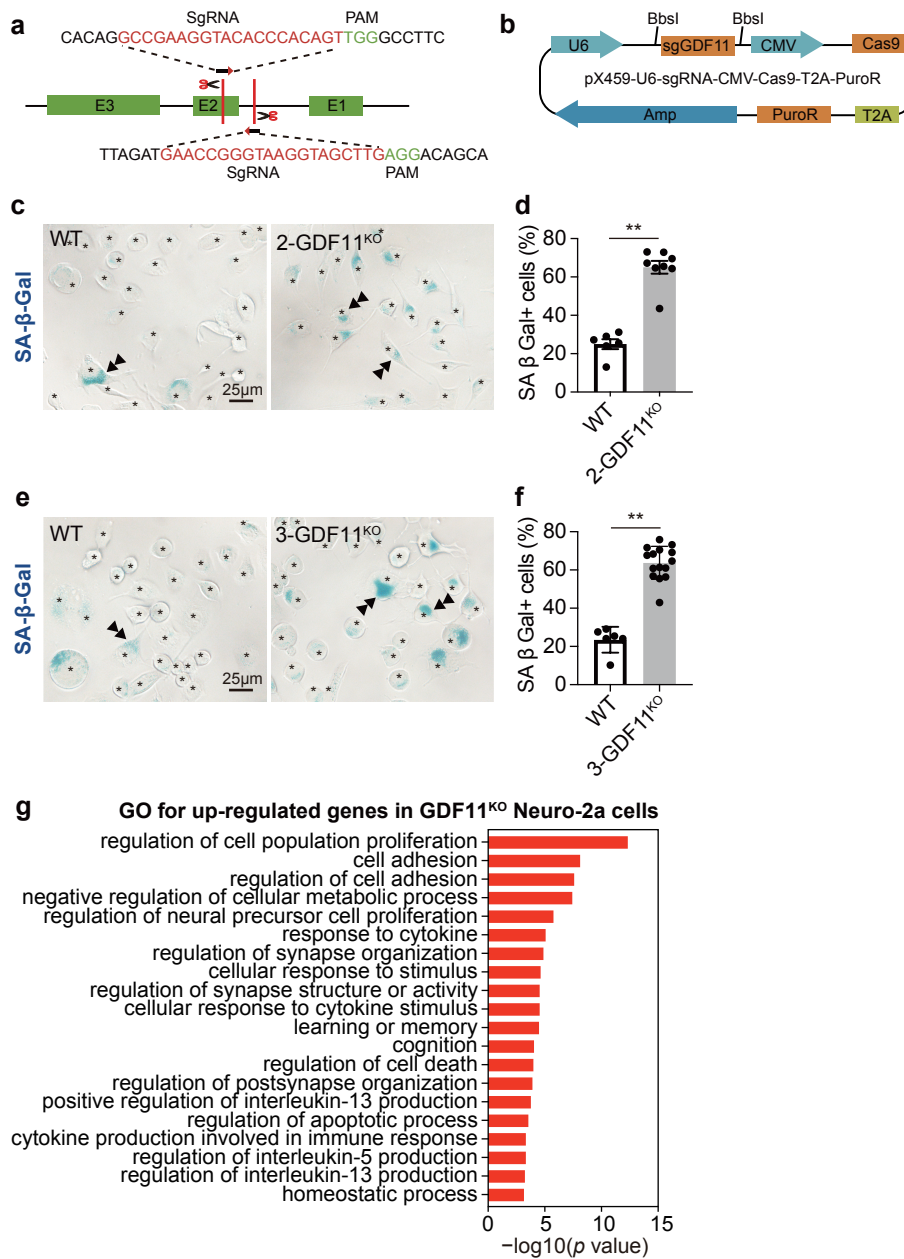 a
SgRNA PAM
CACAGGCCGAAGGTACACCCACAGTTGGGCCTTC
E3 E2 E1
TTAGATGAACCGGGTAAGGTAGCTTGAGGACAGCA
SgRNA PAM
b
BbsI BbsI
U6 sgGDF11 CMV Cas9
pX459-U6-sgRNA-CMV-Cas9-T2A-PuroR
Amp PuroR T2A
c
SA-β-Gal
WT 2-GDF11KO
25μm
d
SA β Gal+ cells (%)
80
60
40
20
0
**
WT
2-GDF11KO
e
SA-β-Gal
WT 3-GDF11KO
25μm
f
SA β Gal+ cells (%)
80
60
40
20
0
**
WT
3-GDF11KO
g GO for up-regulated genes in GDF11KO Neuro-2a cells
regulation of cell population proliferation
cell adhesion
regulation of cell adhesion
negative regulation of cellular metabolic process
regulation of neural precursor cell proliferation
response to cytokine
regulation of synapse organization
cellular response to stimulus
regulation of synapse structure or activity
cellular response to cytokine stimulus
learning or memory
cognition
regulation of cell death
regulation of postsynapse organization
positive regulation of interleukin-13 production
regulation of apoptotic process
cytokine production involved in immune response
regulation of interleukin-5 production
regulation of interleukin-13 production
homeostatic process
0 5 10 15
−log10(p value)